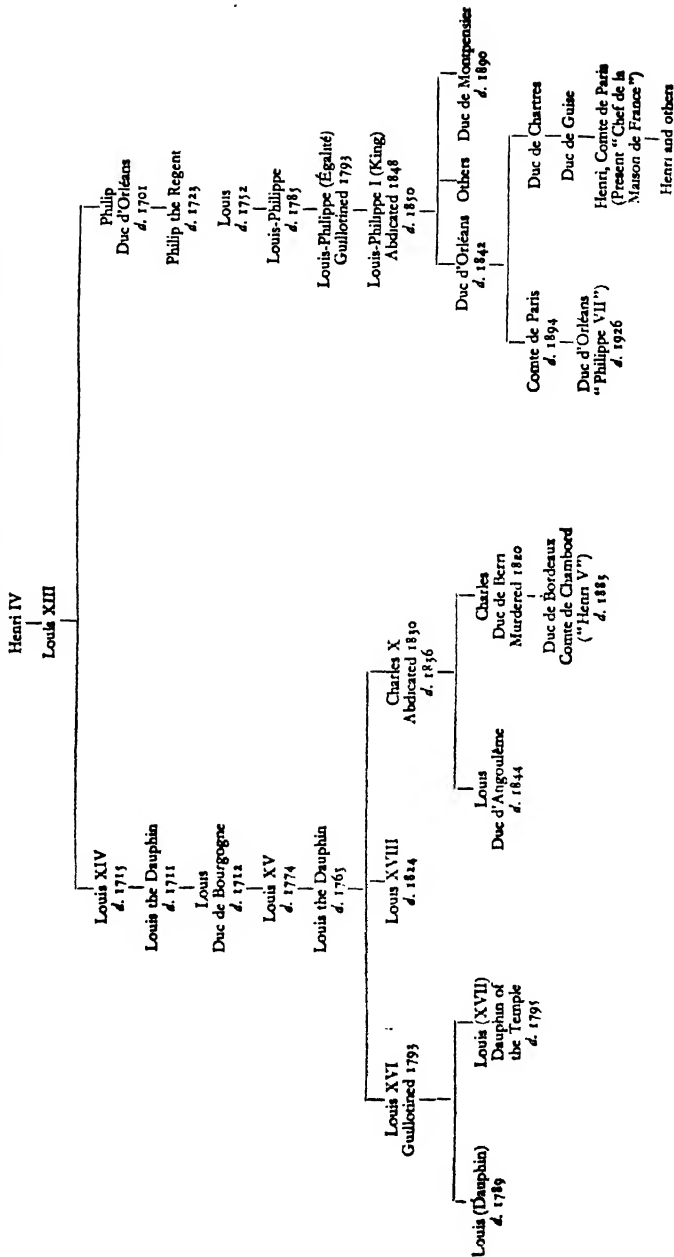 Henri IV
Louis XIII
Louis XIV
d. 1715
Louis the Dauphin
d. 1711
Louis
Duc de Bourgogne
d. 1712
Louis XV
d. 1774
Louis the Dauphin
d. 1765
Louis XVI
Guillotined 1793
Louis (Dauphin)
d. 1789
Louis (XVII)
Dauphin of
the Temple
d. 1795
Louis XVIII
d. 1824
Charles X
Abdicated 1830
d. 1836
Louis
Duc d'Angoulême
d. 1844
Charles
Duc de Berri
Murdered 1820
Duc de Bordeaux
Comte de Chambord
("Henri V")
d. 1883
Philip
Duc d'Orléans
d. 1701
Philip the Regent
d. 1723
Louis
d. 1752
Louis-Philippe
d. 1785
Louis-Philippe (Égalité)
Guillotined 1793
Louis-Philippe I (King)
Abdicated 1848
d. 1850
Duc d'Orléans
d. 1842
Others
Duc de Montpensier
d. 1890
Comte de Paris
d. 1894
Duc d'Orléans
"Philippe VII")
d. 1926
Duc de Chartres
Duc de Guise
Henri, Comte de Paris
(Present "Chef de la
Maison de France")
Henri and others